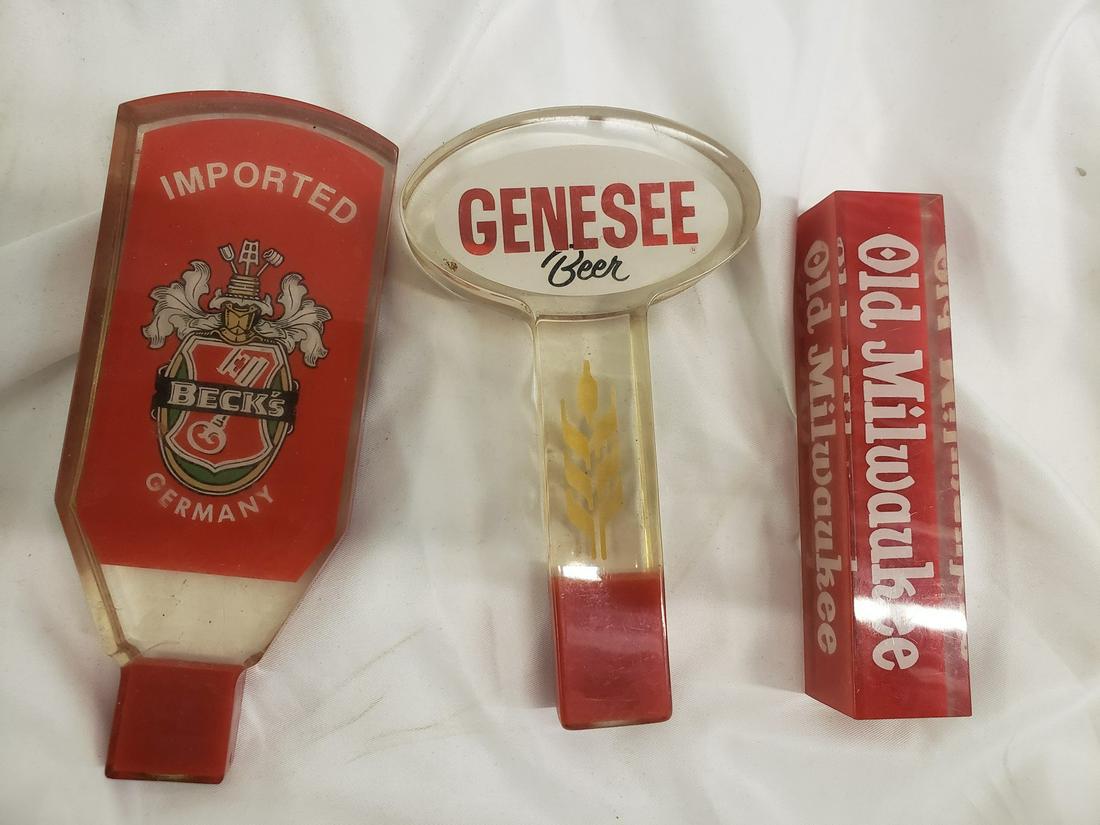 IMPORTED
BECK's
GERMANY
GENESEE
Beer
Old Milwaukee
Old Milwaukee